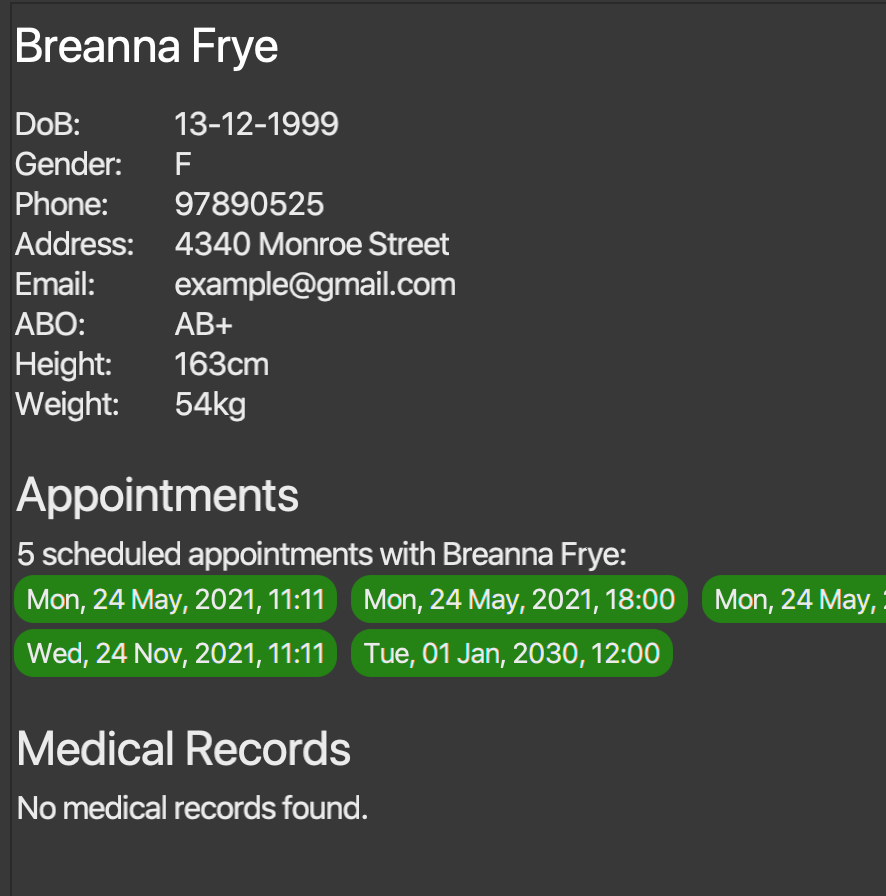 Breanna Frye
DoB: 13-12-1999
Gender: F
Phone: 97890525
Address: 4340 Monroe Street
Email: example@gmail.com
ABO: AB+
Height: 163cm
Weight: 54kg
Appointments
5 scheduled appointments with Breanna Frye:
Mon, 24 May, 2021, 11:11 Mon, 24 May, 2021, 18:00 Mon, 24 May,
Wed, 24 Nov, 2021, 11:11 Tue, 01 Jan, 2030, 12:00
Medical Records
No medical records found.